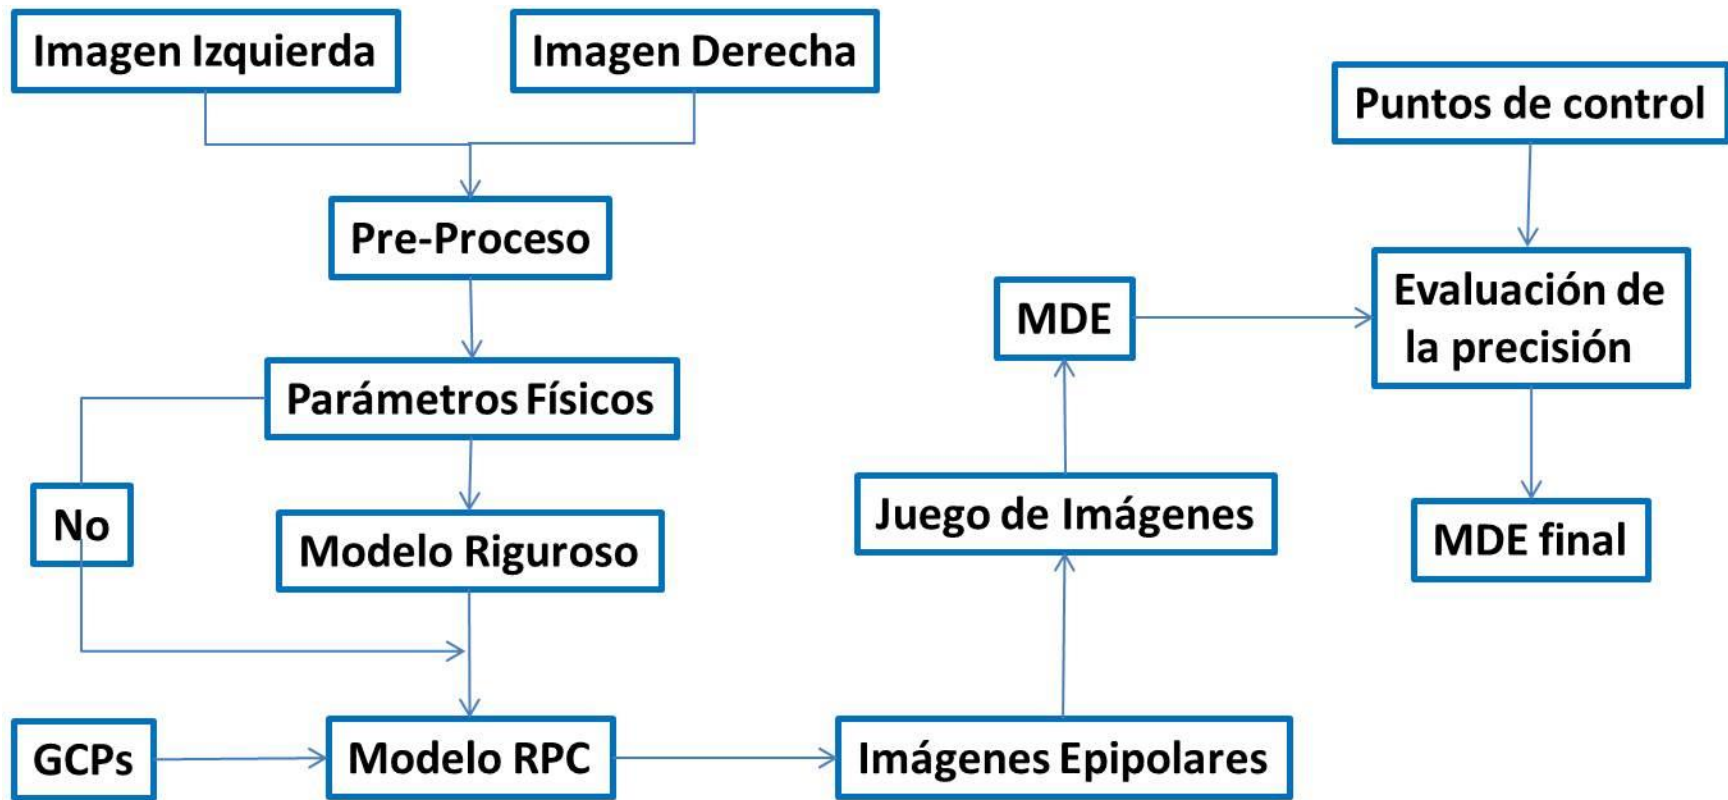 Imagen Izquierda
Imagen Derecha
Puntos de control
Pre-Proceso
Evaluación de
la precisión
MDE
Parámetros Físicos
No
Modelo Riguroso
Juego de Imágenes
MDE final
GCPs
Modelo RPC
Imágenes Epipolares